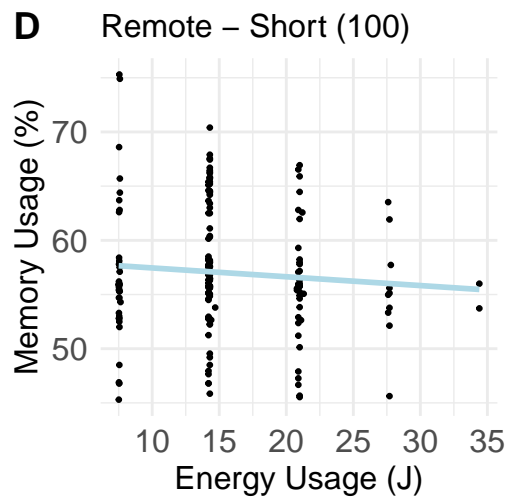 D Remote – Short (100)
Memory Usage (%)
70
60
50
10 15 20 25 30 35
Energy Usage (J)